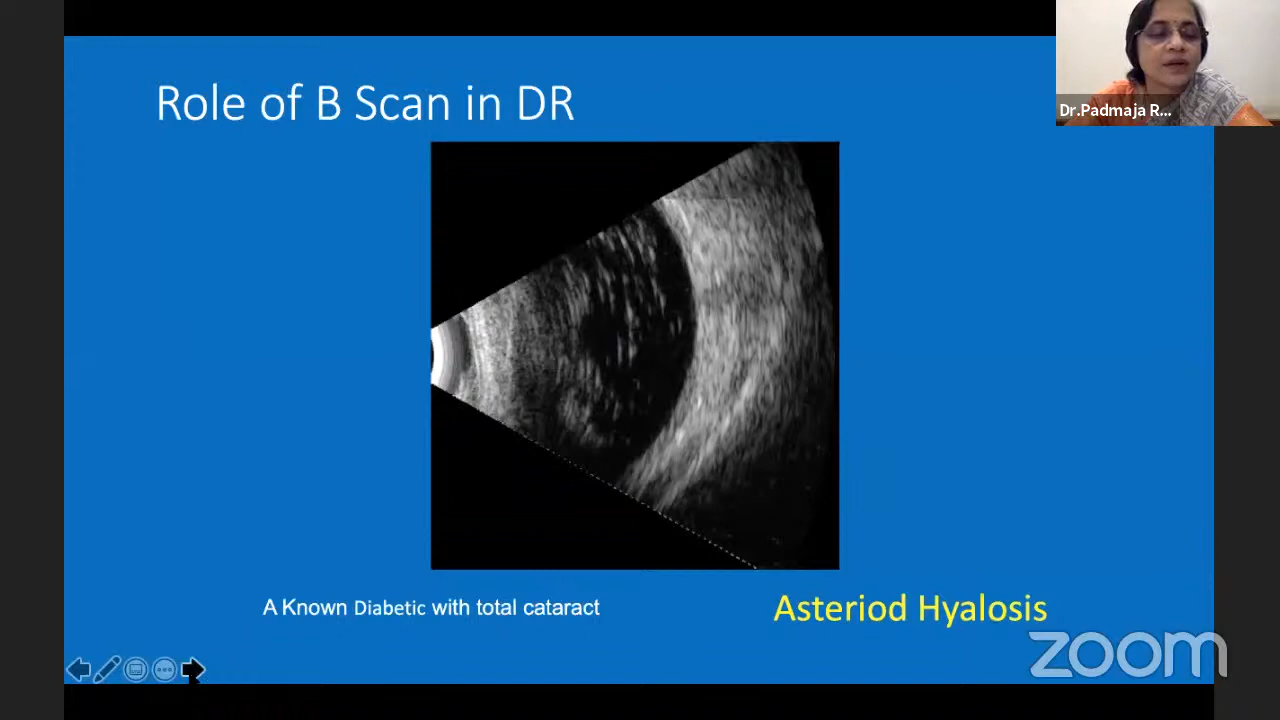 Role of B Scan in DR
Dr.Padmaja R...
A Known Diabetic with total cataract
Asteriod Hyalosis
zoom